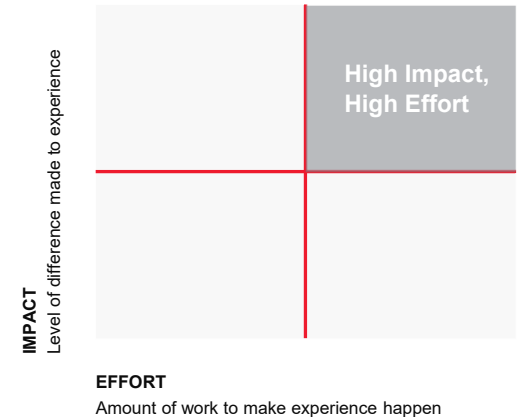 High Impact,
High Effort
IMPACT
Level of difference made to experience
EFFORT
Amount of work to make experience happen